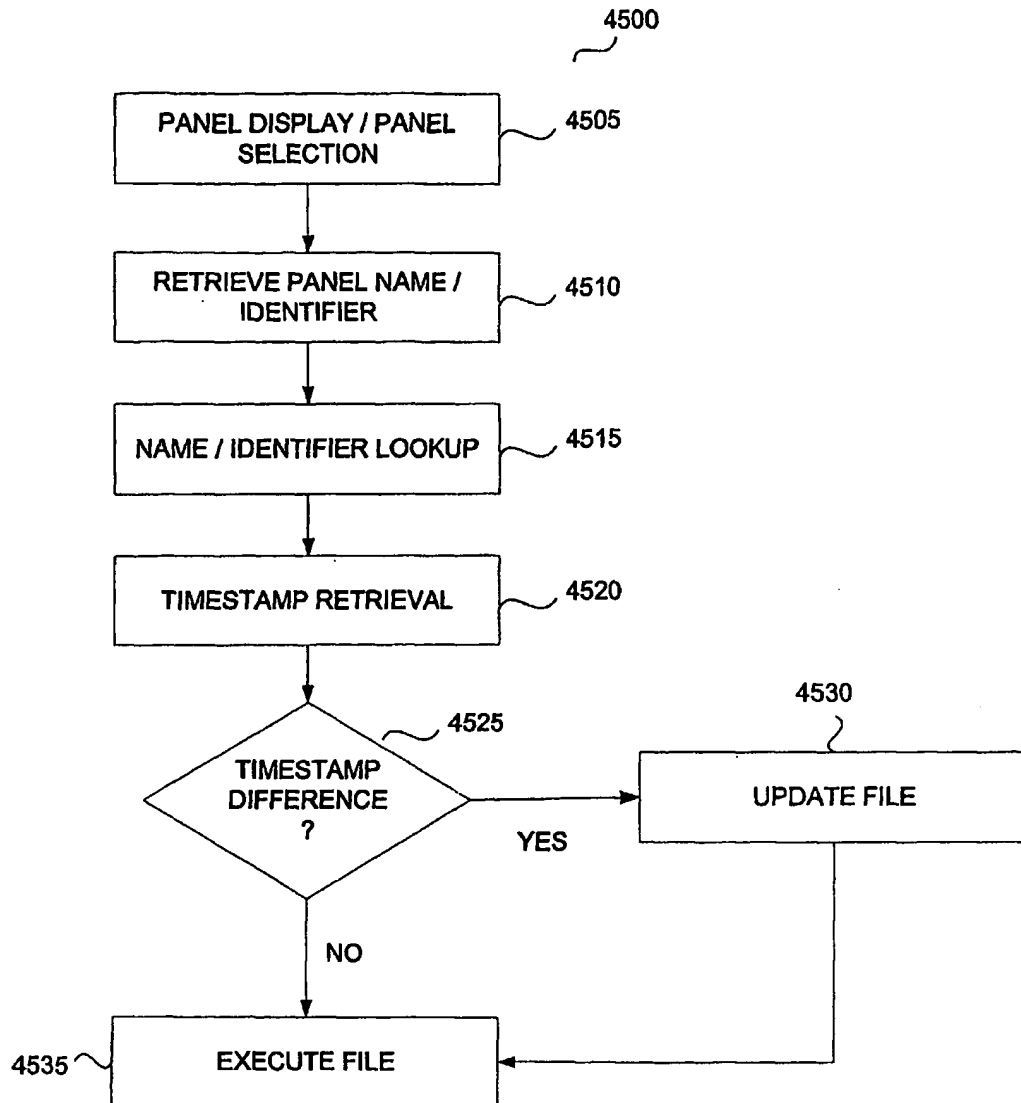 4500
PANEL DISPLAY / PANEL
SELECTION
4505
RETRIEVE PANEL NAME /
IDENTIFIER
4510
NAME / IDENTIFIER LOOKUP
4515
TIMESTAMP RETRIEVAL
4520
TIMESTAMP
DIFFERENCE
?
4525
YES
4530
UPDATE FILE
NO
EXECUTE FILE
4535